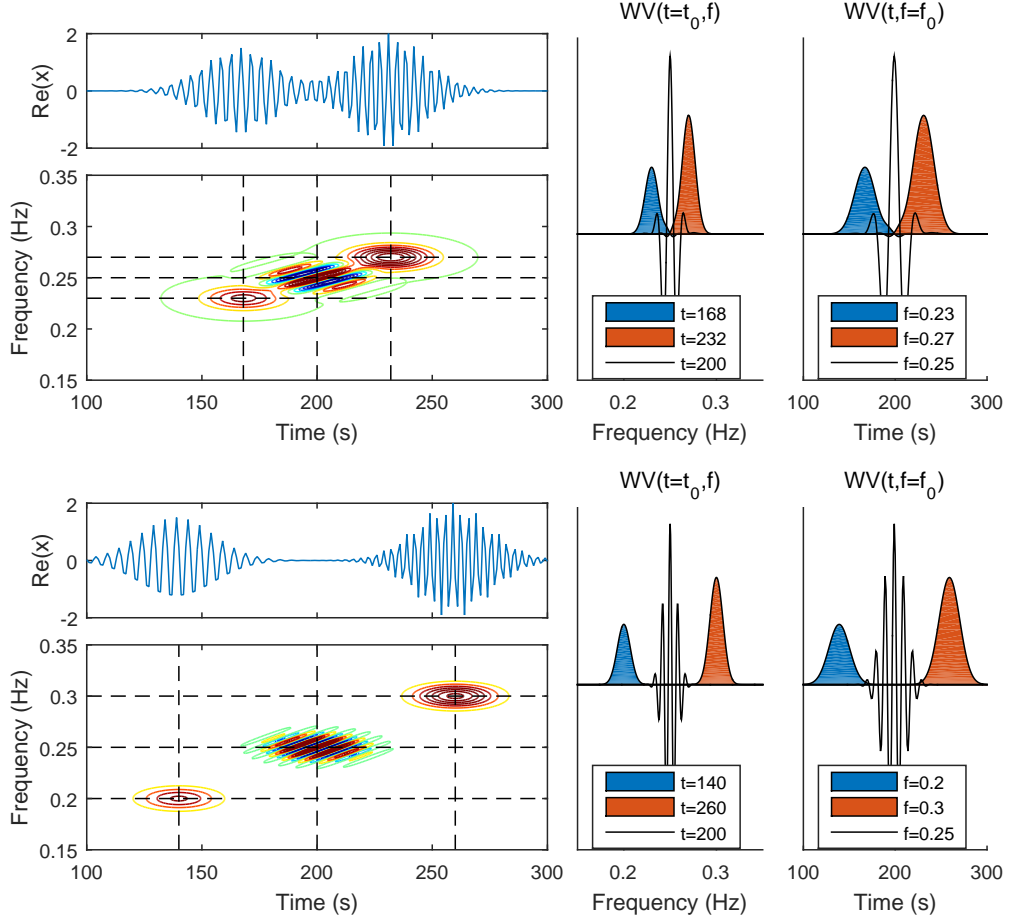 WV(t=t₀,f)
WV(t,f=f₀)
2
0
-2
Re(x)
0.35
0.3
0.25
0.2
0.15
Frequency (Hz)
100 150 200 250 300
Time (s)
t=168
t=232
t=200
0.2 0.3
Frequency (Hz)
f=0.23
f=0.27
f=0.25
100 200 300
Time (s)
WV(t=t₀,f)
WV(t,f=f₀)
2
0
-2
Re(x)
0.35
0.3
0.25
0.2
0.15
Frequency (Hz)
100 150 200 250 300
Time (s)
t=140
t=260
t=200
0.2 0.3
Frequency (Hz)
f=0.2
f=0.3
f=0.25
100 200 300
Time (s)